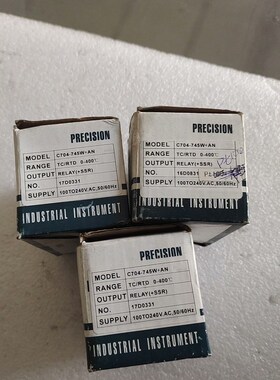 PRECISION
MODEL C704-745W-AN
RANGE TC/RTD 0-400℃
OUTPUT RELAY(+SSR)
NO. 17D0331
SUPPLY 100TO240V.AC,50/60Hz
INDUSTRIAL INSTRUMENT
PRECISION
MODEL C704-745W-AN
RANGE TC/RTD 0-400℃
OUTPUT RELAY(+SSR)
NO. 16D0831
SUPPLY 100TO240V.AC,50/60Hz
INDUSTRIAL INSTRUMENT
PRECISION
MODEL C704-745W-AN
RANGE TC/RTD 0-400℃
OUTPUT RELAY(+SSR)
NO. 17D0331
SUPPLY 100TO240V.AC,50/60Hz
INDUSTRIAL INSTRUMENT